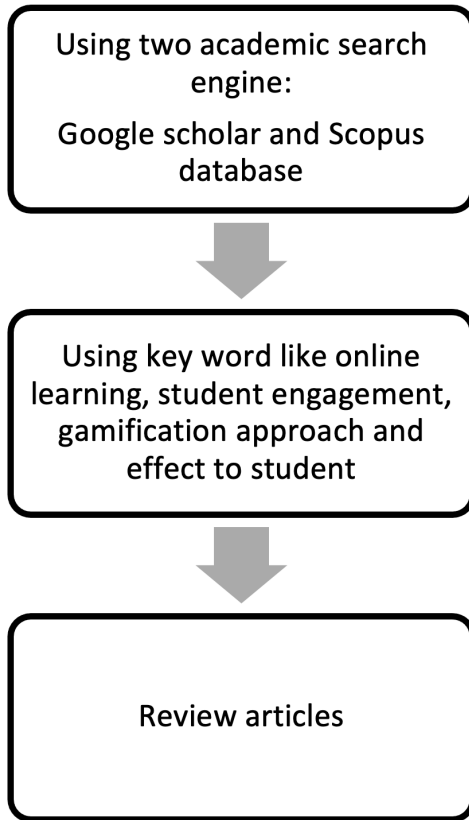 Using two academic search
engine:
Google scholar and Scopus
database
Using key word like online
learning, student engagement,
gamification approach and
effect to student
Review articles